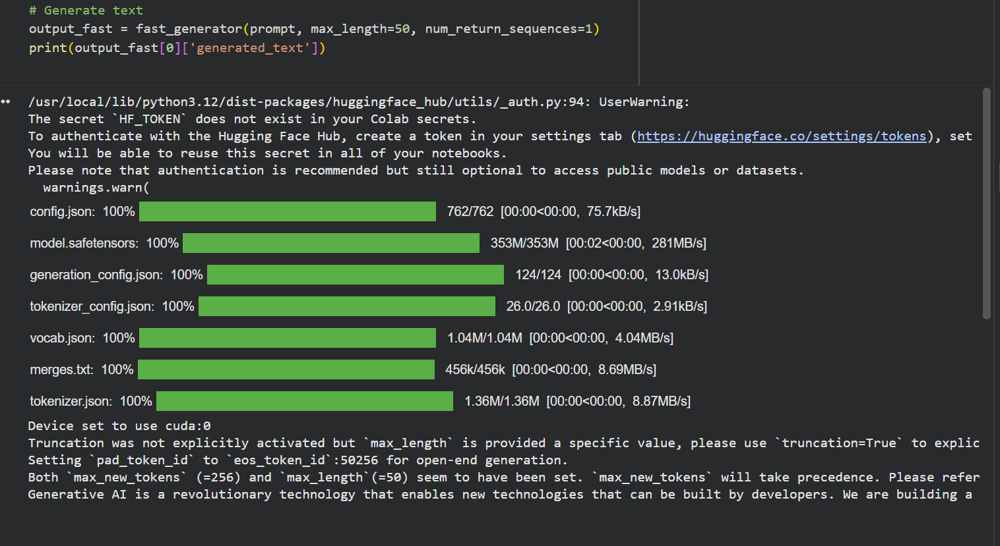 # Generate text
output_fast = fast_generator(prompt, max_length=50, num_return_sequences=1)
print(output_fast[0]['generated_text'])
/usr/local/lib/python3.12/dist-packages/huggingface_hub/utils/_auth.py:94: UserWarning:
The secret `HF_TOKEN` does not exist in your Colab secrets.
To authenticate with the Hugging Face Hub, create a token in your settings tab (https://huggingface.co/settings/tokens), set
You will be able to reuse this secret in all of your notebooks.
Please note that authentication is recommended but still optional to access public models or datasets.
  warnings.warn(
config.json: 100% 762/762 [00:00<00:00, 75.7kB/s]
model.safetensors: 100% 353M/353M [00:02<00:00, 281MB/s]
generation_config.json: 100% 124/124 [00:00<00:00, 13.0kB/s]
tokenizer_config.json: 100% 26.0/26.0 [00:00<00:00, 2.91kB/s]
vocab.json: 100% 1.04M/1.04M [00:00<00:00, 4.04MB/s]
merges.txt: 100% 456k/456k [00:00<00:00, 8.69MB/s]
tokenizer.json: 100% 1.36M/1.36M [00:00<00:00, 8.87MB/s]
Device set to use cuda:0
Truncation was not explicitly activated but `max_length` is provided a specific value, please use `truncation=True` to explic
Setting `pad_token_id` to `eos_token_id`:50256 for open-end generation.
Both `max_new_tokens` (=256) and `max_length`(=50) seem to have been set. `max_new_tokens` will take precedence. Please refer
Generative AI is a revolutionary technology that enables new technologies that can be built by developers. We are building a